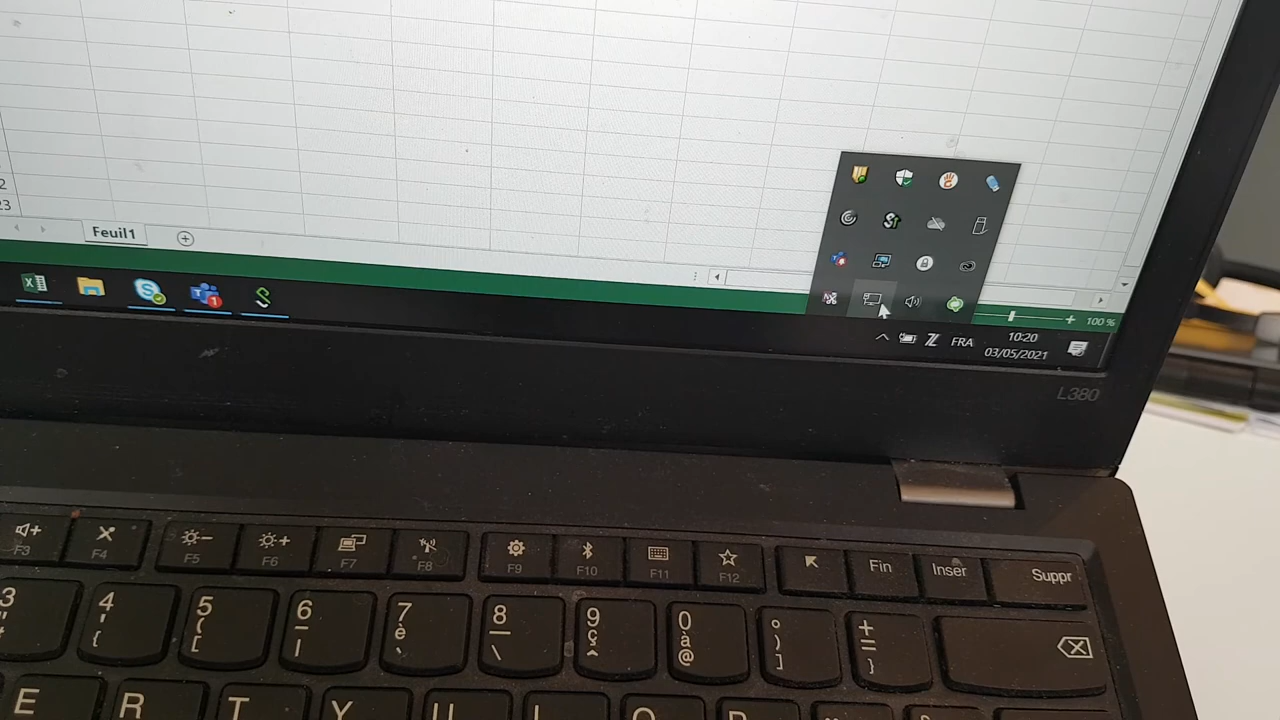 2
23
Feuil1
100 %
1
FRA
10:20
03/05/2021
L380
F3
F4
F5
F6
F7
F8
F9
F10
F11
F12
Fin
Inser
Suppr
3
"
4
'
{
5
(
[
6
7
è
`
8
\
9
ç
^
0
à
@
°
)
]
+
=
}
E
R
T
Y
U